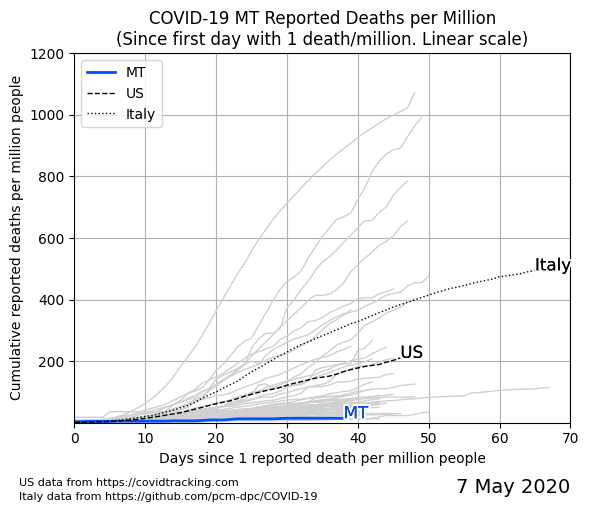 COVID-19 MT Reported Deaths per Million
(Since first day with 1 death/million. Linear scale)
Cumulative reported deaths per million people
1200
1000
800
600
400
200
MT
US
Italy
Italy
US
MT
0 10 20 30 40 50 60 70
Days since 1 reported death per million people
US data from https://covidtracking.com
Italy data from https://github.com/pcm-dpc/COVID-19
7 May 2020